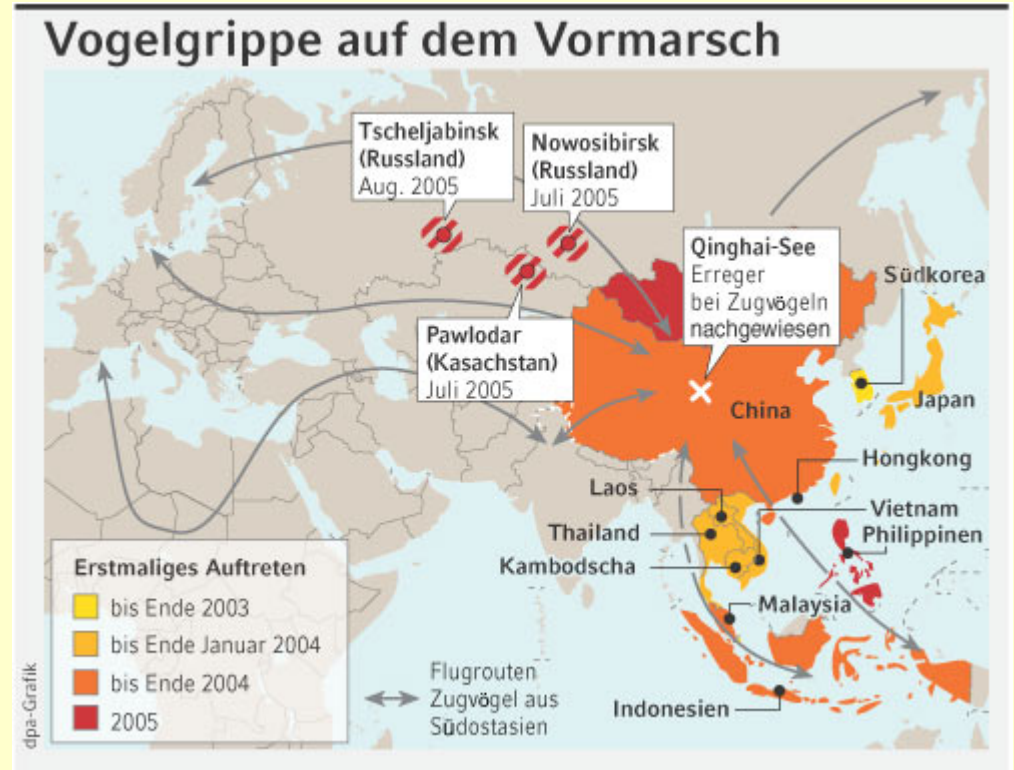 Vogelgrippe auf dem Vormarsch
Tscheljabinsk
(Russland)
Aug. 2005
Nowosibirsk
(Russland)
Juli 2005
Qinghai-See
Erreger
bei Zugvögeln
nachgewiesen
Südkorea
Pawlodar
(Kasachstan)
Juli 2005
China
Japan
Hongkong
Laos
Vietnam
Thailand
Philippinen
Kambodscha
Malaysia
Indonesien
Erstmaliges Auftreten
bis Ende 2003
bis Ende Januar 2004
bis Ende 2004
2005
Flugrouten
Zugvögel aus
Südostasien
dpa-Grafik